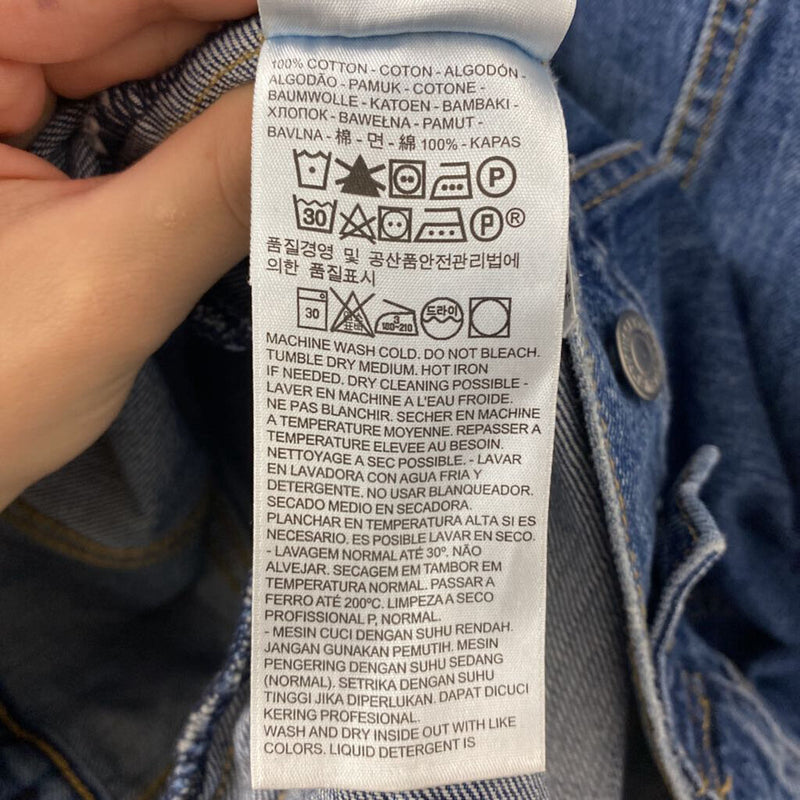 100% COTTON - COTON - ALGODÓN -
ALGODÃO - PAMUK - COTONE -
BAUMWOLLE - KATOEN - BAMBAKI -
ХЛОПОК - BAWEŁNA - PAMUT -
BAVLNA - 棉 - 면 - 綿 100% - KAPAS
P
30 P®
품질경영 및 공산품안전관리법에
의한 품질표시
30 염소 표백 3 180-210 드라이
MACHINE WASH COLD. DO NOT BLEACH.
TUMBLE DRY MEDIUM. HOT IRON
IF NEEDED. DRY CLEANING POSSIBLE -
LAVER EN MACHINE A L'EAU FROIDE.
NE PAS BLANCHIR. SECHER EN MACHINE
A TEMPERATURE MOYENNE. REPASSER A
TEMPERATURE ELEVEE AU BESOIN.
NETTOYAGE A SEC POSSIBLE. - LAVAR
EN LAVADORA CON AGUA FRIA Y
DETERGENTE. NO USAR BLANQUEADOR.
SECADO MEDIO EN SECADORA.
PLANCHAR EN TEMPERATURA ALTA SI ES
NECESARIO. ES POSIBLE LAVAR EN SECO.
- LAVAGEM NORMAL ATÉ 30º. NÃO
ALVEJAR. SECAGEM EM TAMBOR EM
TEMPERATURA NORMAL. PASSAR A
FERRO ATÉ 200ºC. LIMPEZA A SECO
PROFISSIONAL P, NORMAL.
- MESIN CUCI DENGAN SUHU RENDAH.
JANGAN GUNAKAN PEMUTIH. MESIN
PENGERING DENGAN SUHU SEDANG
(NORMAL). SETRIKA DENGAN SUHU
TINGGI JIKA DIPERLUKAN. DAPAT DICUCI
KERING PROFESIONAL.
WASH AND DRY INSIDE OUT WITH LIKE
COLORS. LIQUID DETERGENT IS